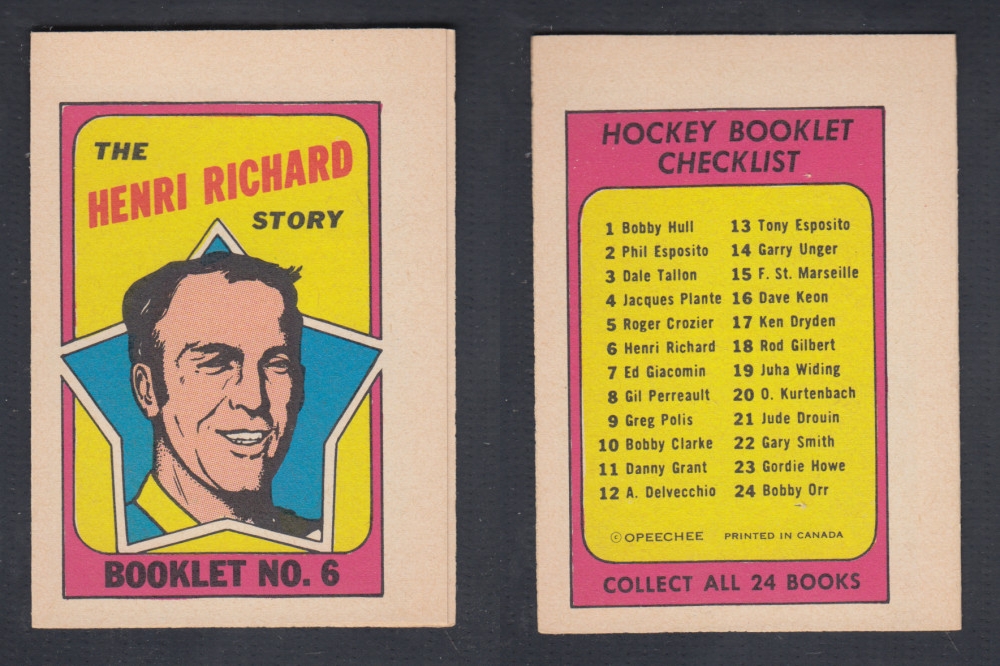 THE
HENRI RICHARD
STORY
BOOKLET NO. 6
HOCKEY BOOKLET
CHECKLIST
1 Bobby Hull
2 Phil Esposito
3 Dale Tallon
4 Jacques Plante
5 Roger Crozier
6 Henri Richard
7 Ed Giacomin
8 Gil Perreault
9 Greg Polis
10 Bobby Clarke
11 Danny Grant
12 A. Delvecchio
13 Tony Esposito
14 Garry Unger
15 F. St. Marseille
16 Dave Keon
17 Ken Dryden
18 Rod Gilbert
19 Juha Widing
20 O. Kurtenbach
21 Jude Drouin
22 Gary Smith
23 Gordie Howe
24 Bobby Orr
© OPEECHEE PRINTED IN CANADA
COLLECT ALL 24 BOOKS